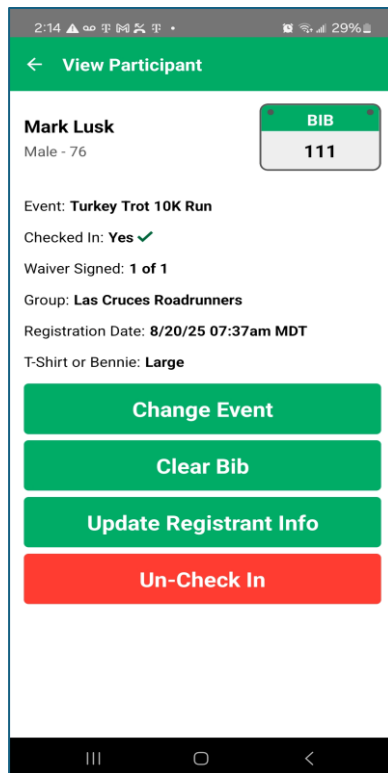 2:14
29%
View Participant
Mark Lusk
Male - 76
BIB
111
Event: Turkey Trot 10K Run
Checked In: Yes
Waiver Signed: 1 of 1
Group: Las Cruces Roadrunners
Registration Date: 8/20/25 07:37am MDT
T-Shirt or Bennie: Large
Change Event
Clear Bib
Update Registrant Info
Un-Check In